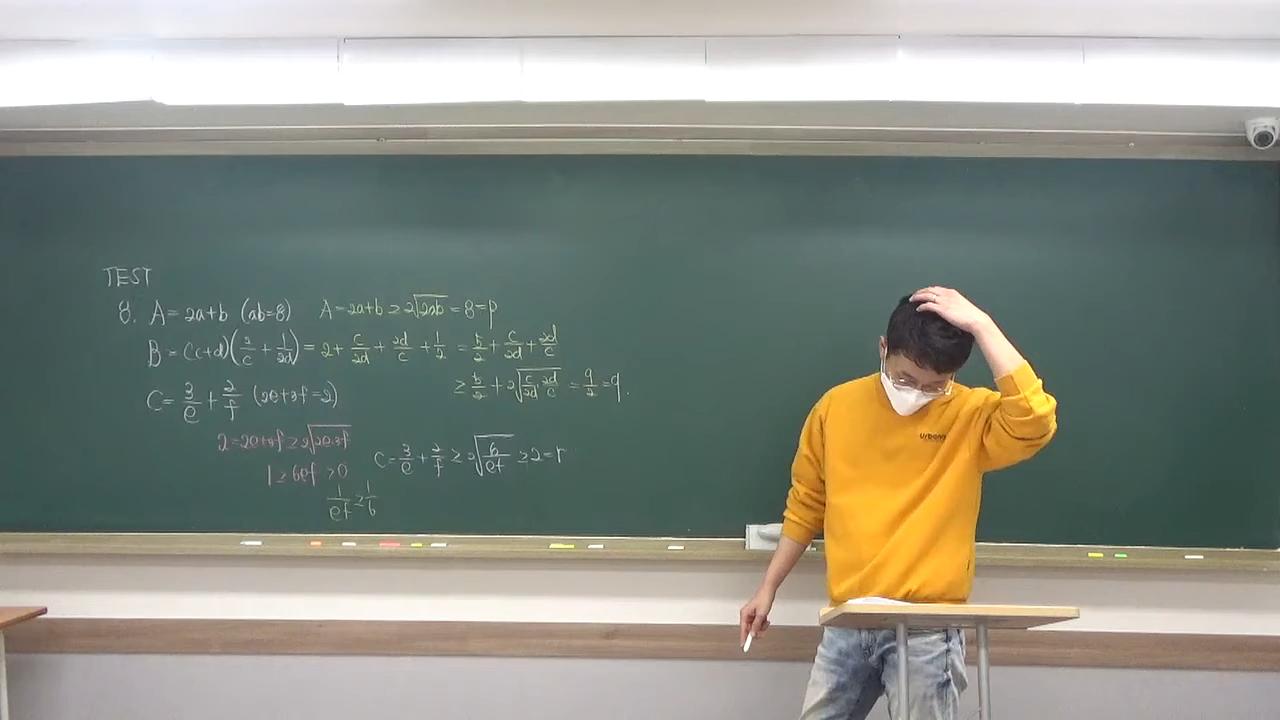 TEST
8. A=2a+b (ab=8) A=2a+b≥2√(2ab)=8=p
B=(c+d)(2/c+1/2d)=2+c/2d+2d/c+1/2=5/2+c/2d+2d/c
≥5/2+2√(c/2d·2d/c)=9/2=q.
C=3/e+2/f (2e+3f=2)
2=2e+3f≥2√(2e·3f)
1≥6ef>0
1/ef≥1/6
C=3/e+2/f≥2√(6/ef)≥2=r